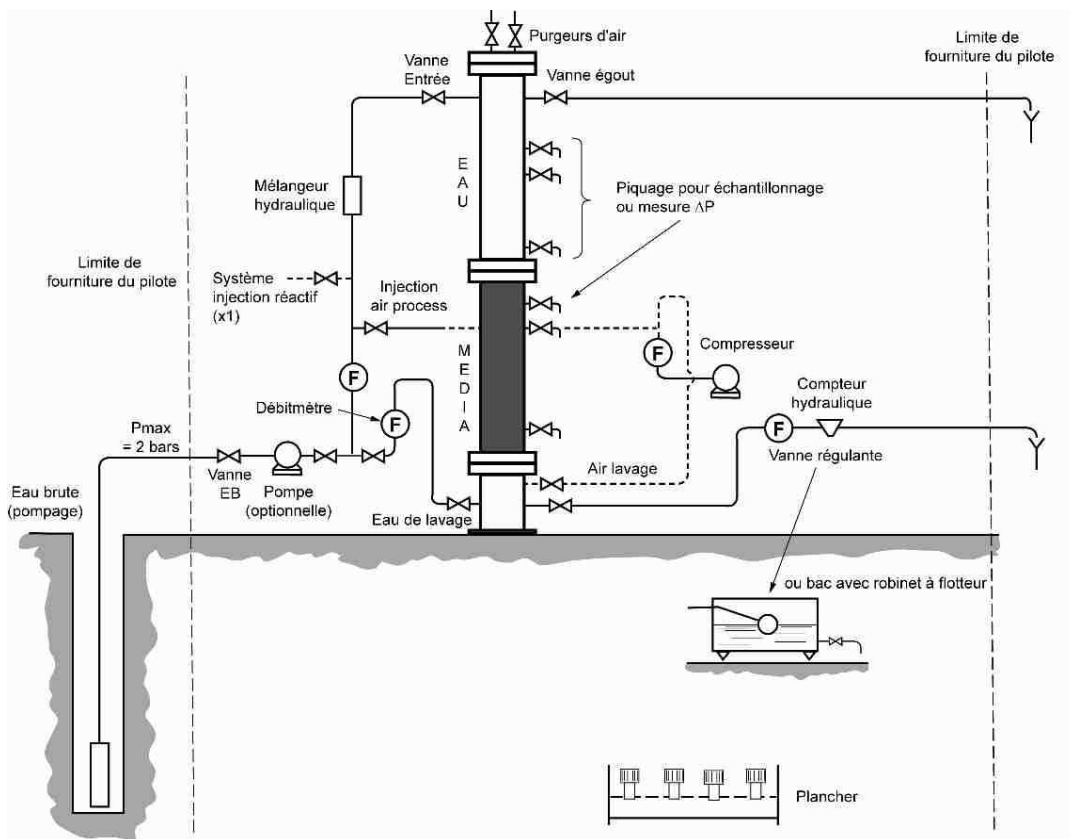 Purgeurs d'air
Vanne
Entrée
Vanne égout
Limite de
fourniture du pilote
E
A
U
Mélangeur
hydraulique
Piquage pour échantillonnage
ou mesure ΔP
Limite de
fourniture du pilote
Système
injection réactif
(x1)
Injection
air process
M
E
D
I
A
F
Compresseur
F
Débitmètre
F
Compteur
hydraulique
F
Pmax
= 2 bars
Vanne
EB
Pompe
(optionnelle)
Air lavage
Vanne régulante
Eau brute
(pompage)
Eau de lavage
ou bac avec robinet à flotteur
Plancher